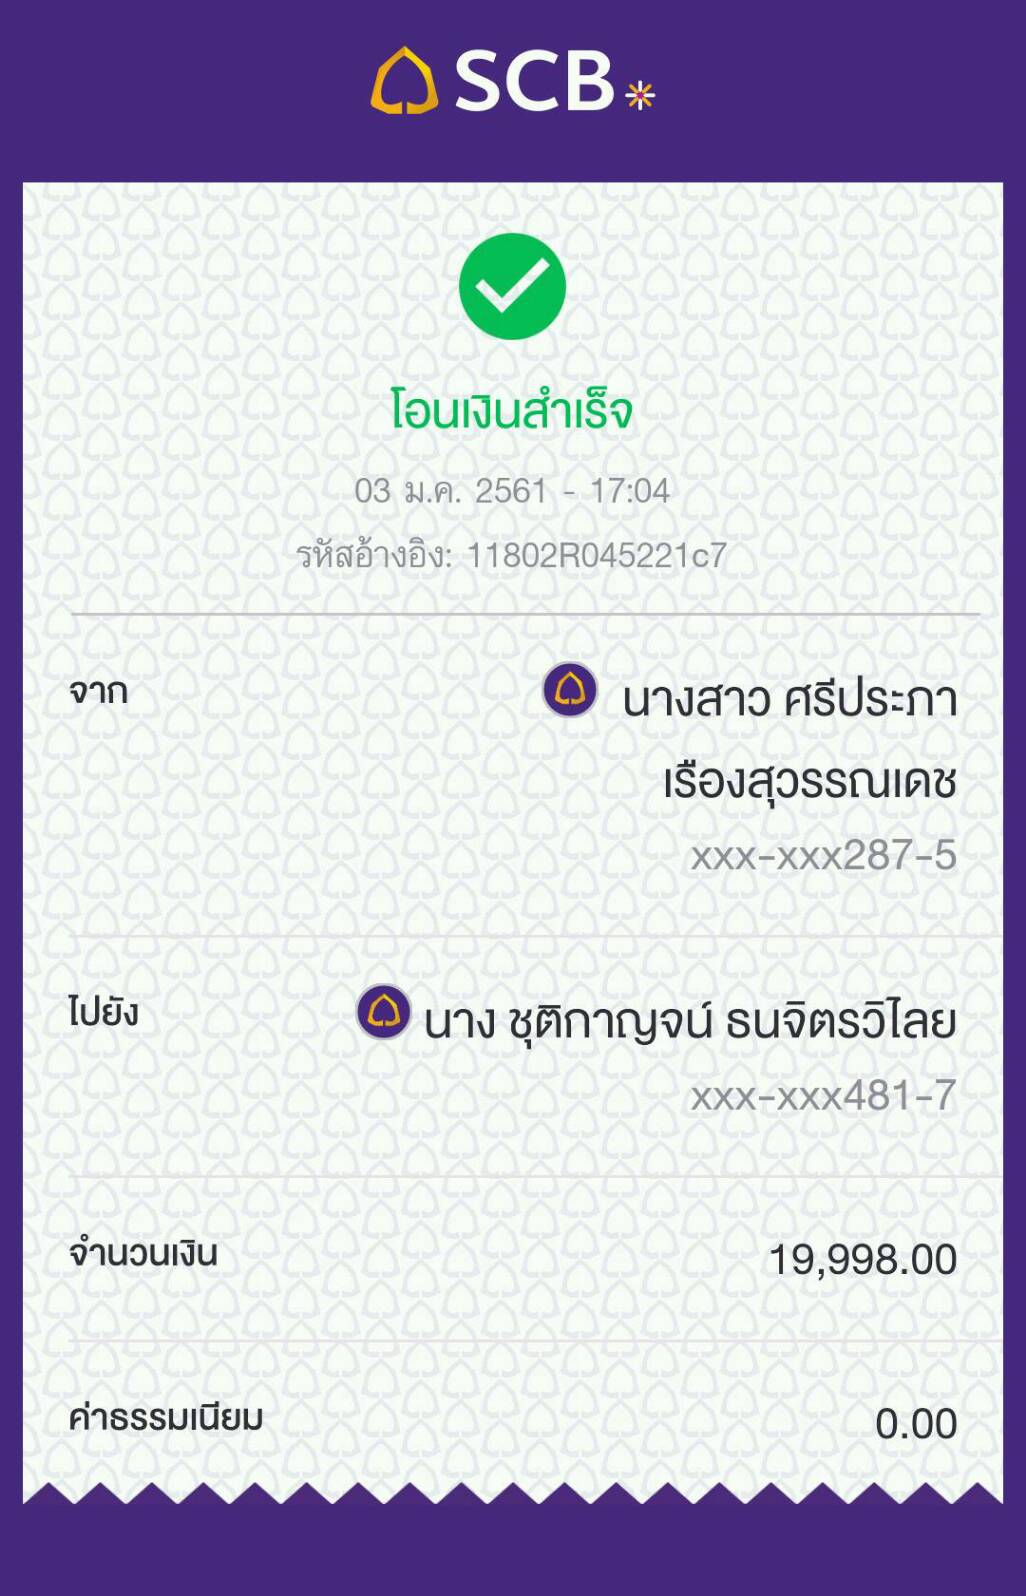 SCB
โอนเงินสำเร็จ
03 ม.ค. 2561 - 17:04
รหัสอ้างอิง: 11802R045221c7
จาก
นางสาว ศรีประภา
เรืองสุวรรณเดช
xxx-xxx287-5
ไปยัง
นาง ชุติกาญจน์ ธนจิตรวิไลย
xxx-xxx481-7
จำนวนเงิน
19,998.00
ค่าธรรมเนียม
0.00